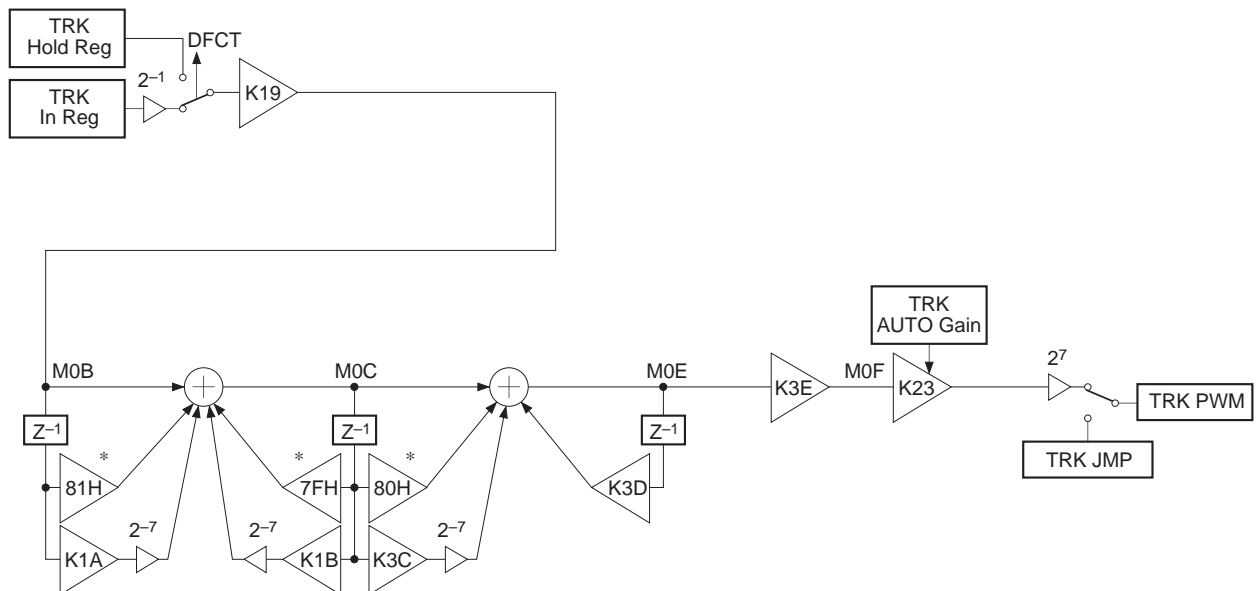 TRK
Hold Reg
DFCT
2⁻¹
TRK
In Reg
K19
TRK
AUTO Gain
M0B
M0C
M0E
K3E
M0F
K23
2⁷
TRK PWM
Z⁻¹
Z⁻¹
Z⁻¹
TRK JMP
*
*
*
81H
7FH
80H
K3D
2⁻⁷
2⁻⁷
2⁻⁷
K1A
K1B
K3C